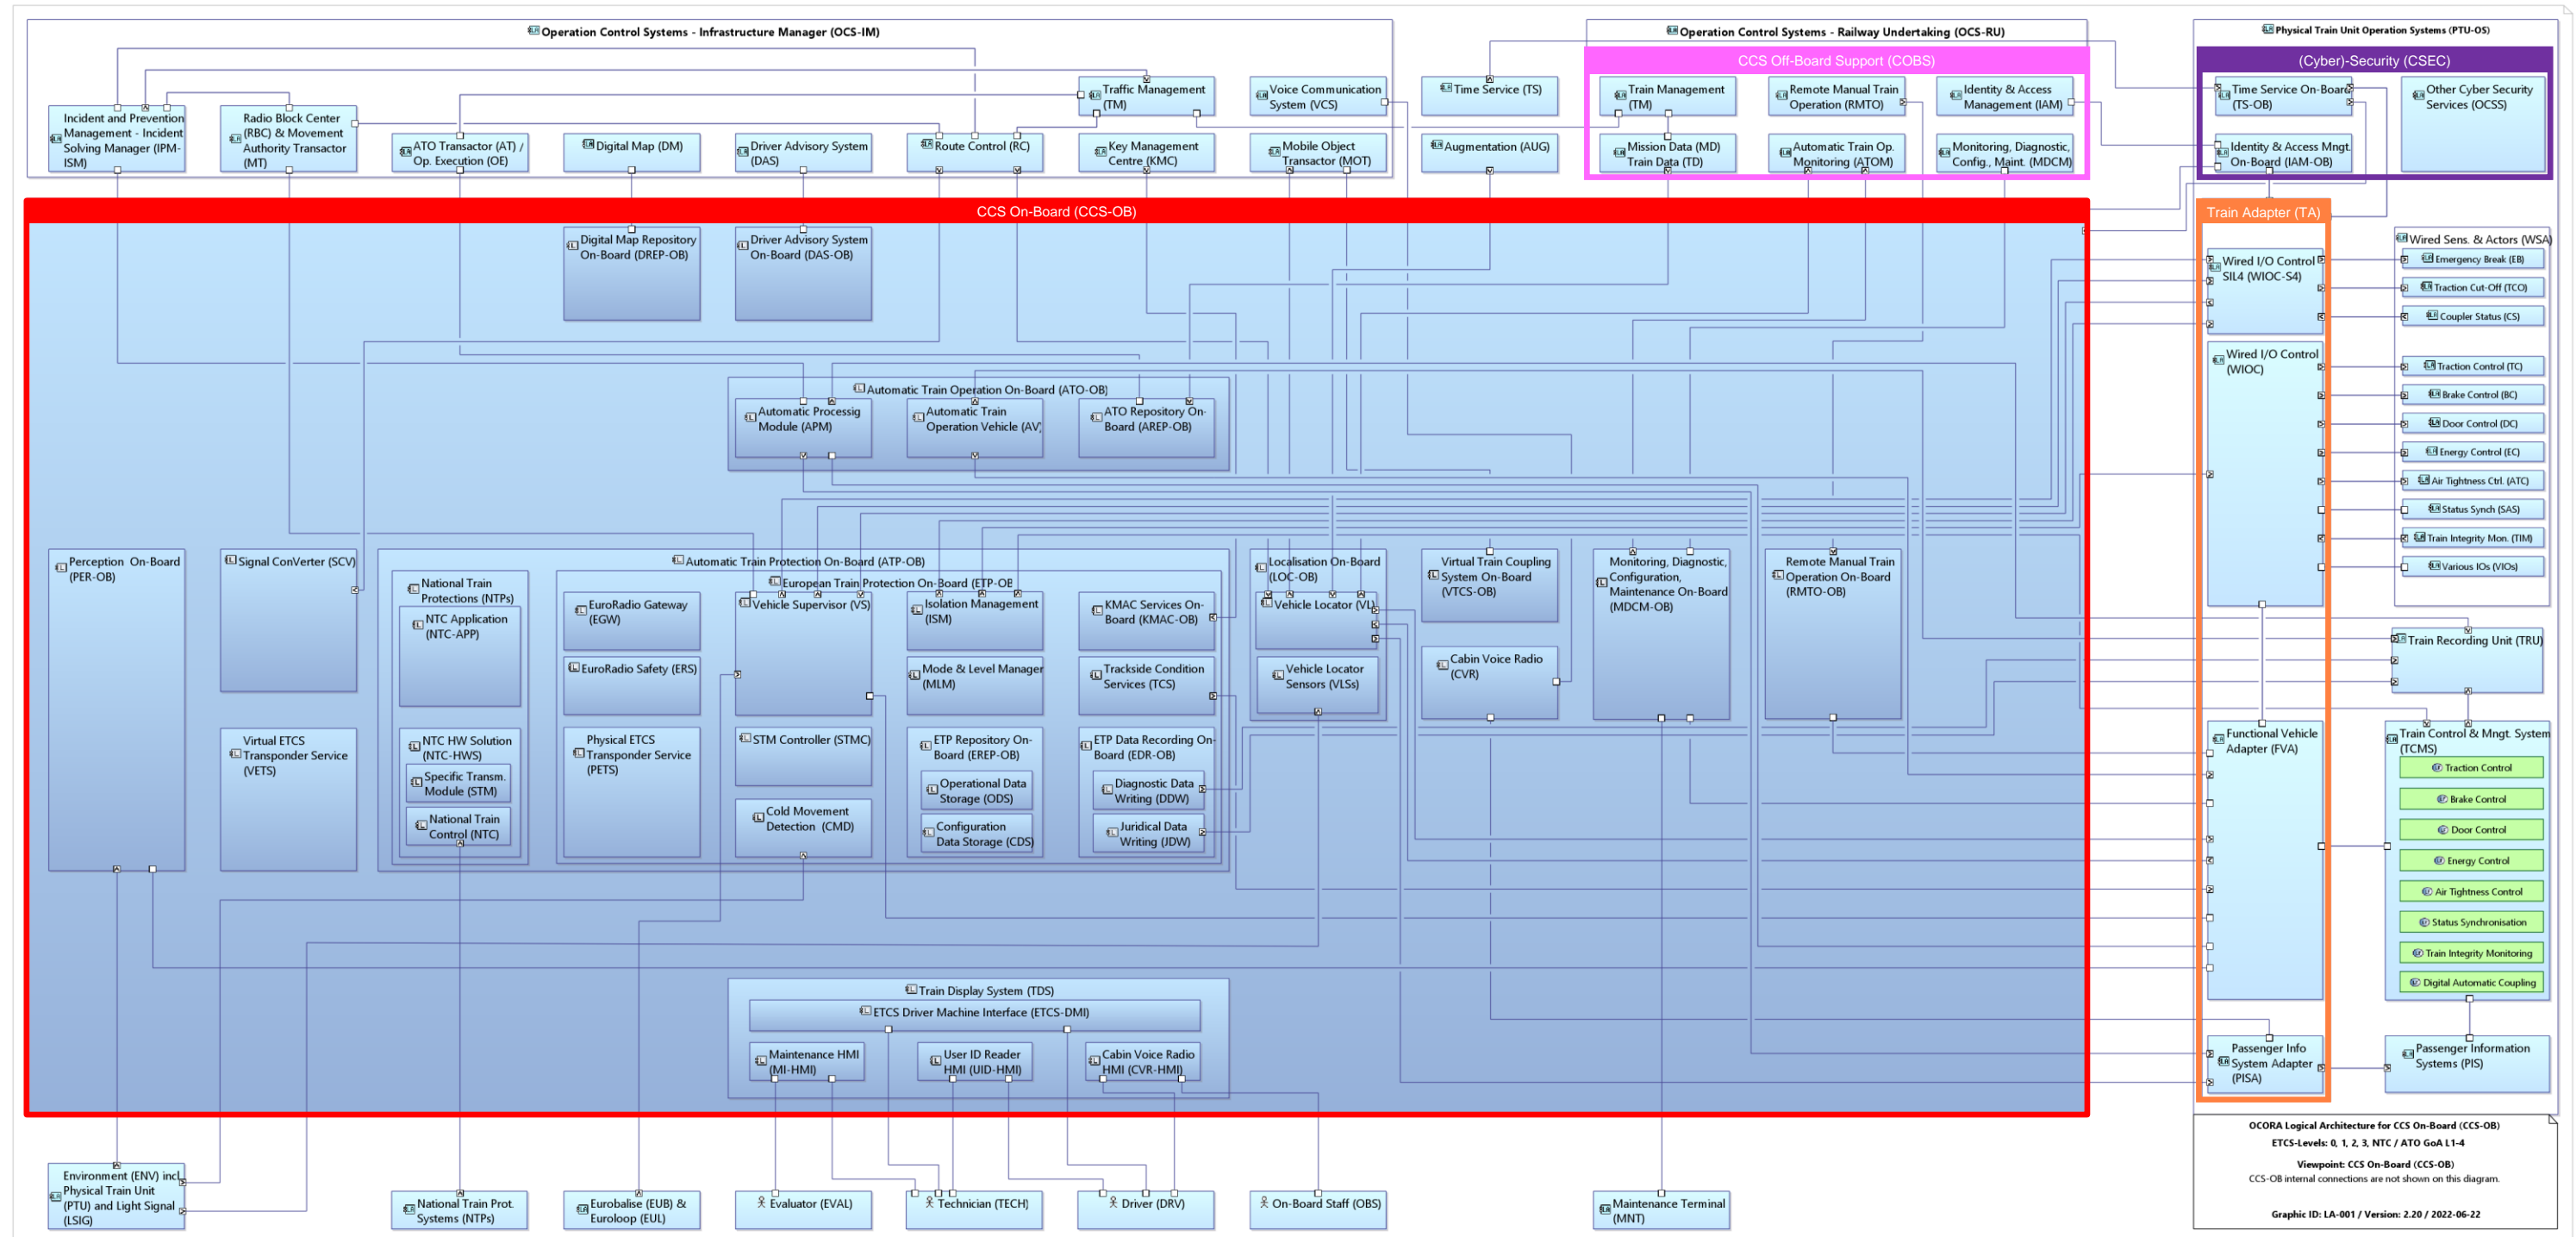 Operation Control Systems - Infrastructure Manager (OCS-IM)
Incident and Prevention
Management - Incident
Solving Manager (IPM-
ISM)
Radio Block Center
(RBC) & Movement
Authority Transactor
(MT)
ATO Transactor (AT) /
Op. Execution (OE)
Digital Map (DM)
Driver Advisory System
(DAS)
Route Control (RC)
Traffic Management
(TM)
Key Management
Centre (KMC)
Voice Communication
System (VCS)
Mobile Object
Transactor (MOT)
Time Service (TS)
Augmentation (AUG)
Operation Control Systems - Railway Undertaking (OCS-RU)
CCS Off-Board Support (COBS)
Train Management
(TM)
Remote Manual Train
Operation (RMTO)
Identity & Access
Management (IAM)
Mission Data (MD)
Train Data (TD)
Automatic Train Op.
Monitoring (ATOM)
Monitoring, Diagnostic,
Config., Maint. (MDCM)
Physical Train Unit Operation Systems (PTU-OS)
(Cyber)-Security (CSEC)
Time Service On-Board
(TS-OB)
Other Cyber Security
Services (OCSS)
Identity & Access Mngt.
On-Board (IAM-OB)
CCS On-Board (CCS-OB)
Digital Map Repository
On-Board (DREP-OB)
Driver Advisory System
On-Board (DAS-OB)
Automatic Train Operation On-Board (ATO-OB)
Automatic Processig
Module (APM)
Automatic Train
Operation Vehicle (AV)
ATO Repository On-
Board (AREP-OB)
Perception On-Board
(PER-OB)
Signal ConVerter (SCV)
Virtual ETCS
Transponder Service
(VETS)
Automatic Train Protection On-Board (ATP-OB)
National Train
Protections (NTPs)
NTC Application
(NTC-APP)
NTC HW Solution
(NTC-HWS)
Specific Transm.
Module (STM)
National Train
Control (NTC)
European Train Protection On-Board (ETP-OB
EuroRadio Gateway
(EGW)
EuroRadio Safety (ERS)
Physical ETCS
Transponder Service
(PETS)
Vehicle Supervisor (VS)
STM Controller (STMC)
Cold Movement
Detection (CMD)
Isolation Management
(ISM)
Mode & Level Manager
(MLM)
ETP Repository On-
Board (EREP-OB)
Operational Data
Storage (ODS)
Configuration
Data Storage (CDS)
KMAC Services On-
Board (KMAC-OB)
Trackside Condition
Services (TCS)
ETP Data Recording On-
Board (EDR-OB)
Diagnostic Data
Writing (DDW)
Juridical Data
Writing (JDW)
Localisation On-Board
(LOC-OB)
Vehicle Locator (VL)
Vehicle Locator
Sensors (VLSs)
Virtual Train Coupling
System On-Board
(VTCS-OB)
Cabin Voice Radio
(CVR)
Monitoring, Diagnostic,
Configuration,
Maintenance On-Board
(MDCM-OB)
Remote Manual Train
Operation On-Board
(RMTO-OB)
Train Display System (TDS)
ETCS Driver Machine Interface (ETCS-DMI)
Maintenance HMI
(MI-HMI)
User ID Reader
HMI (UID-HMI)
Cabin Voice Radio
HMI (CVR-HMI)
Train Adapter (TA)
Wired I/O Control
SIL4 (WIOC-S4)
Wired I/O Control
(WIOC)
Functional Vehicle
Adapter (FVA)
Passenger Info
System Adapter
(PISA)
Wired Sens. & Actors (WSA)
Emergency Break (EB)
Traction Cut-Off (TCO)
Coupler Status (CS)
Traction Control (TC)
Brake Control (BC)
Door Control (DC)
Energy Control (EC)
Air Tightness Ctrl. (ATC)
Status Synch (SAS)
Train Integrity Mon. (TIM)
Various IOs (VIOs)
Train Recording Unit (TRU)
Train Control & Mngt. System
(TCMS)
Traction Control
Brake Control
Door Control
Energy Control
Air Tightness Control
Status Synchronisation
Train Integrity Monitoring
Digital Automatic Coupling
Passenger Information
Systems (PIS)
Environment (ENV) incl.
Physical Train Unit
(PTU) and Light Signal
(LSIG)
National Train Prot.
Systems (NTPs)
Eurobalise (EUB) &
Euroloop (EUL)
Evaluator (EVAL)
Technician (TECH)
Driver (DRV)
On-Board Staff (OBS)
Maintenance Terminal
(MNT)
OCORA Logical Architecture for CCS On-Board (CCS-OB)
ETCS-Levels: 0, 1, 2, 3, NTC / ATO GoA L1-4
Viewpoint: CCS On-Board (CCS-OB)
CCS-OB internal connections are not shown on this diagram.
Graphic ID: LA-001 / Version: 2.20 / 2022-06-22